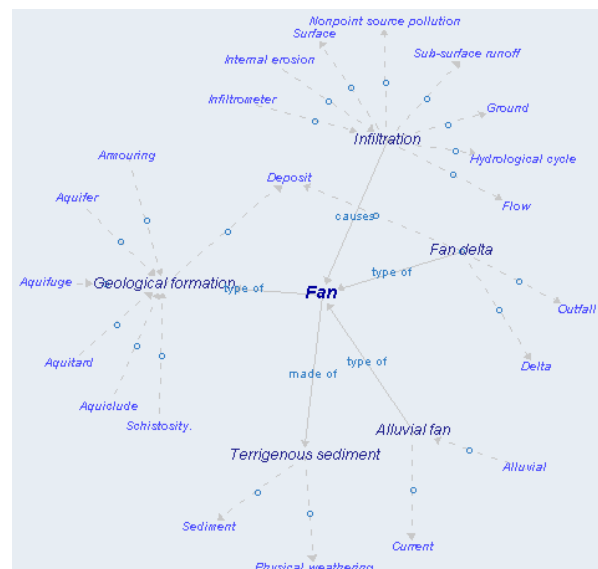 Nonpoint source pollution
Surface
Internal erosion
Sub-surface runoff
Infiltrometer
Ground
Infiltration
Armouring
Hydrological cycle
Deposit
Aquifer
Flow
causes
Fan delta
type of
Aquifuge
Geological formation
type of
Fan
Outfall
Aquitard
type of
Delta
made of
Aquiclude
Schistosity.
Alluvial fan
Terrigenous sediment
Alluvial
Sediment
Current
Physical weathering